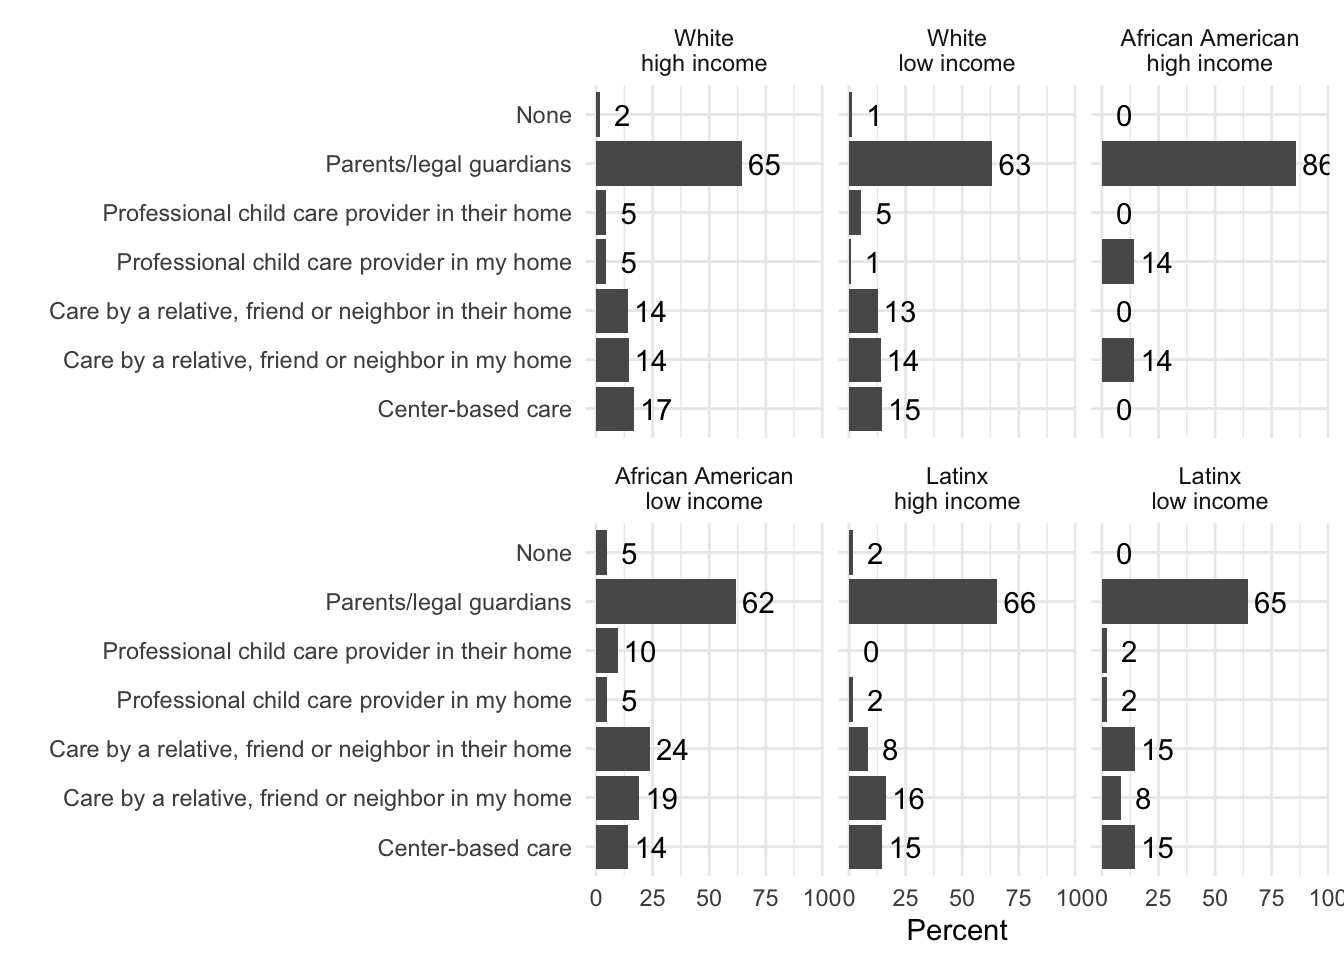 White
high income
White
low income
African American
high income
None 2 1 0
Parents/legal guardians 65 63 86
Professional child care provider in their home 5 5 0
Professional child care provider in my home 5 1 14
Care by a relative, friend or neighbor in their home 14 13 0
Care by a relative, friend or neighbor in my home 14 14 14
Center-based care 17 15 0
African American
low income
Latinx
high income
Latinx
low income
None 5 2 0
Parents/legal guardians 62 66 65
Professional child care provider in their home 10 0 2
Professional child care provider in my home 5 2 2
Care by a relative, friend or neighbor in their home 24 8 15
Care by a relative, friend or neighbor in my home 19 16 8
Center-based care 14 15 15
0 25 50 75 100 0 25 50 75 100 0 25 50 75 100
Percent